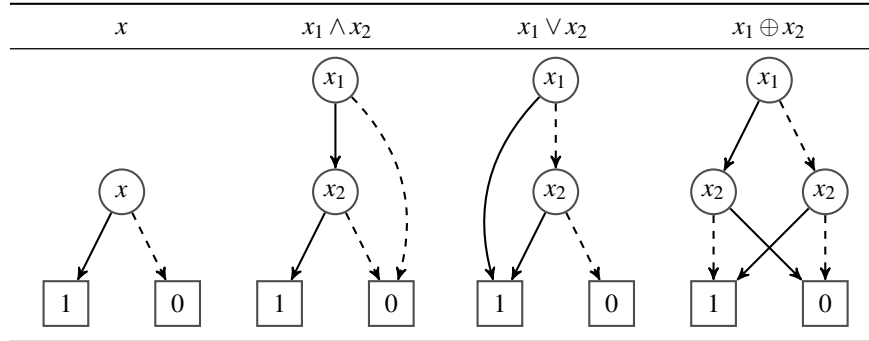 x x₁ ∧ x₂ x₁ ∨ x₂ x₁ ⊕ x₂
x₁ x₁ x₁
x x₂ x₂ x₂ x₂
1 0 1 0 1 0 1 0